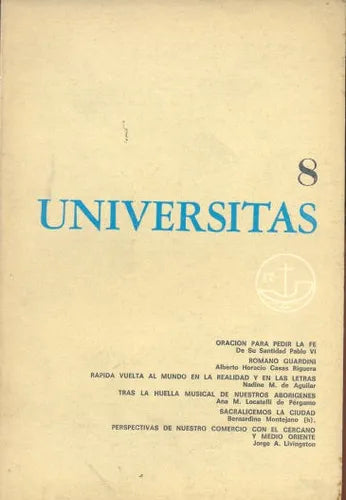 8
UNIVERSITAS
ORACION PARA PEDIR LA FE
De Su Santidad Pablo VI
ROMANO GUARDINI
Alberto Horacio Casas Riguera
RAPIDA VUELTA AL MUNDO EN LA REALIDAD Y EN LAS LETRAS
Nadine M. de Aguilar
TRAS LA HUELLA MUSICAL DE NUESTROS ABORIGENES
Ana M. Locatelli de Pérgamo
SACRALICEMOS LA CIUDAD
Bernardino Montejano (h).
PERSPECTIVAS DE NUESTRO COMERCIO CON EL CERCANO
Y MEDIO ORIENTE
Jorge A. Livingston